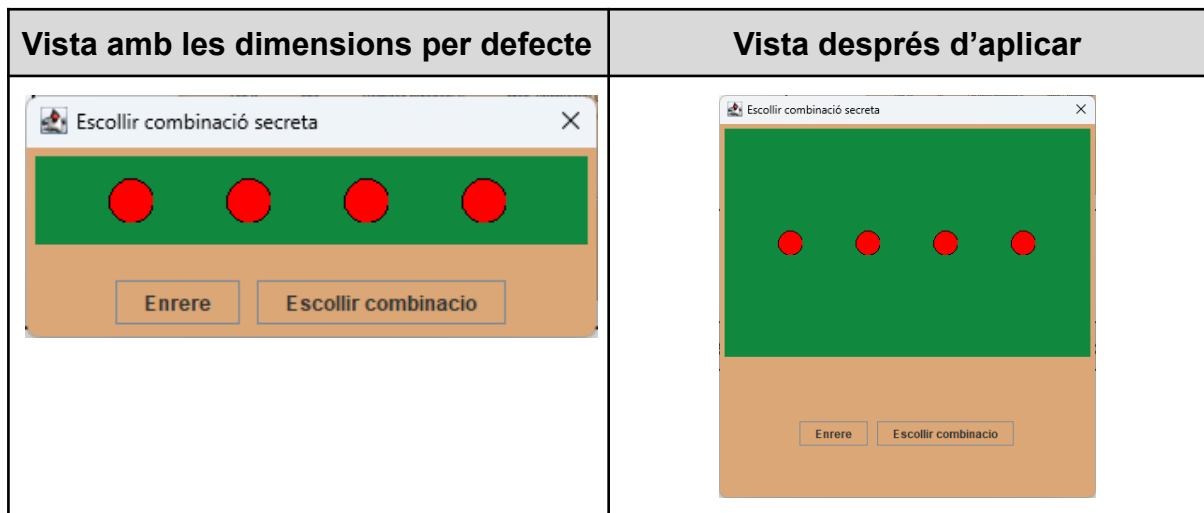 Vista amb les dimensions per defecte
Vista després d’aplicar
Escollir combinació secreta
Enrere
Escollir combinacio
Escollir combinació secreta
Enrere
Escollir combinacio